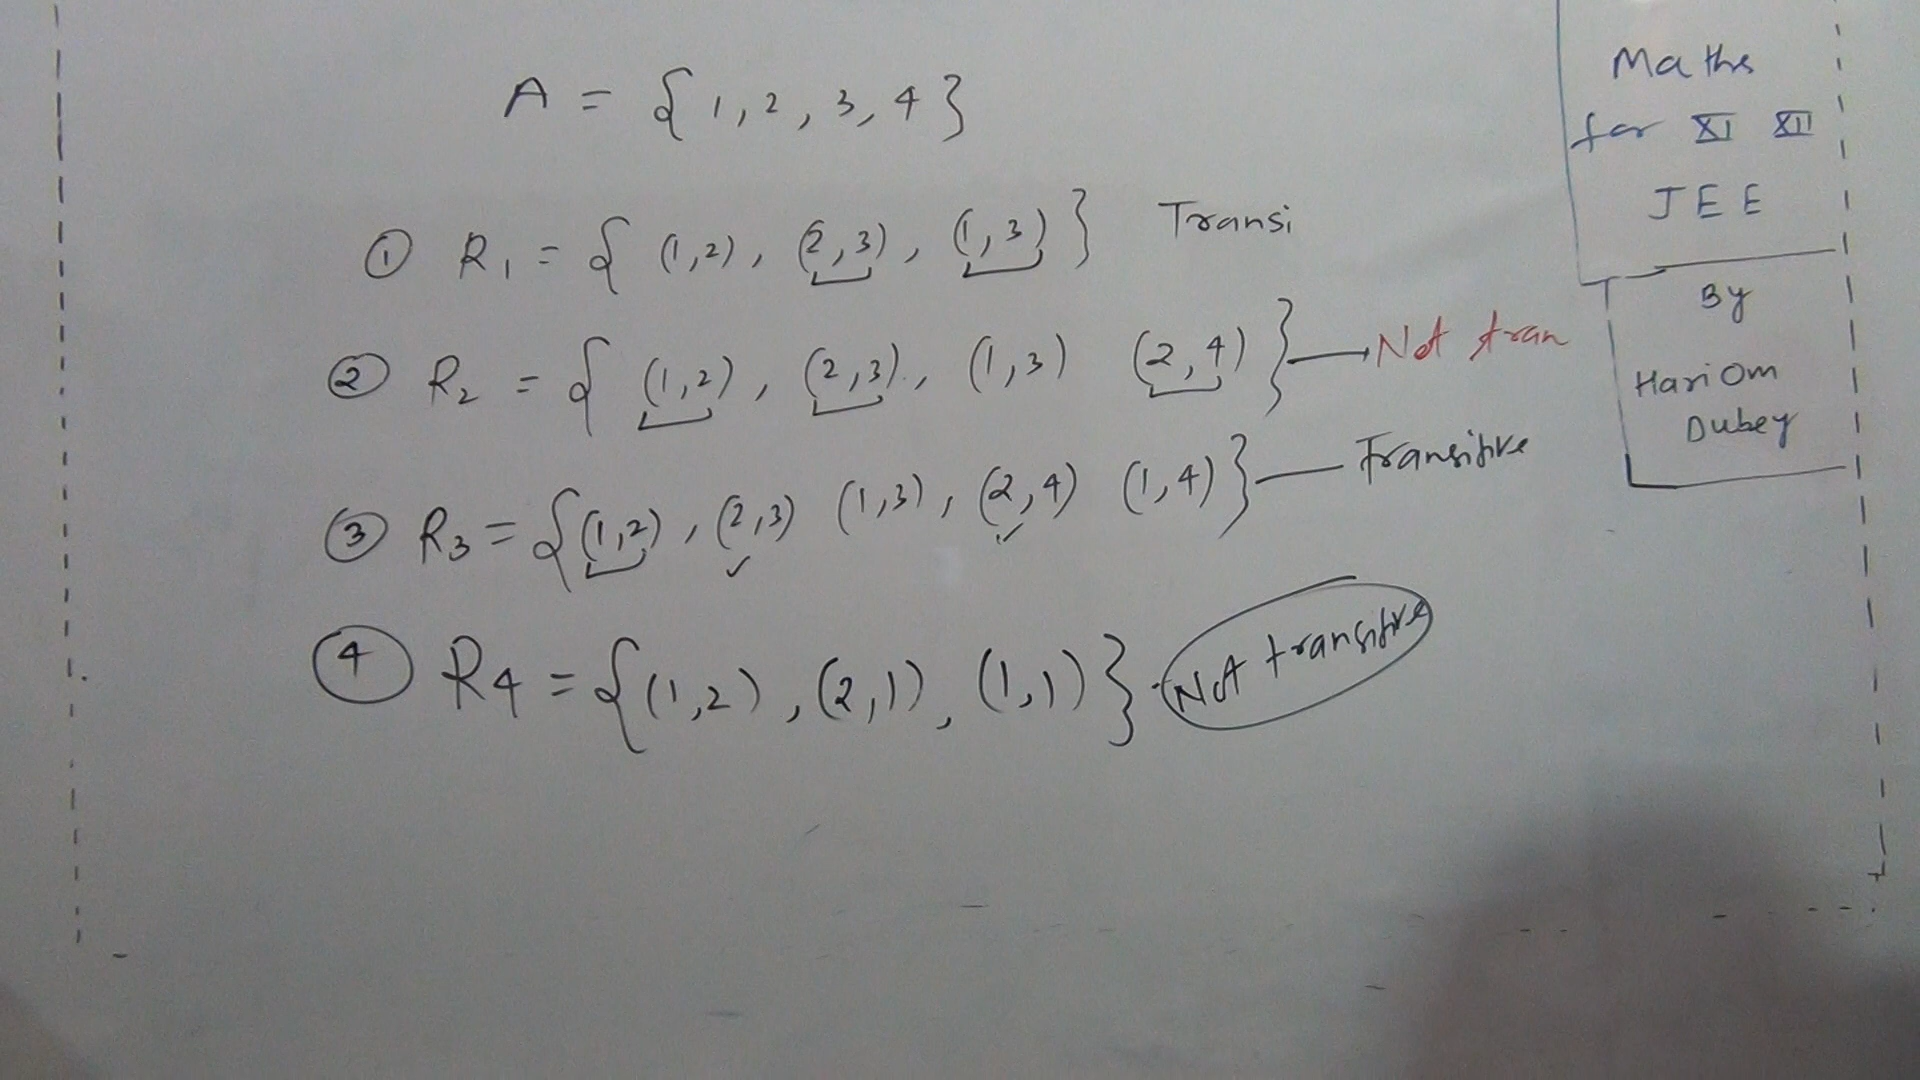 A = { 1, 2, 3, 4 }
① R₁ = { (1,2), (2,3), (1,3) } Transi
② R₂ = { (1,2), (2,3), (1,3) (2,4) } → Not tran
③ R₃ = { (1,2), (2,3) (1,3), (2,4) (1,4) } — Transitive
④ R₄ = { (1,2), (2,1), (1,1) } Not transitive
Maths
for XI XII
JEE
By
HariOm
Dubey